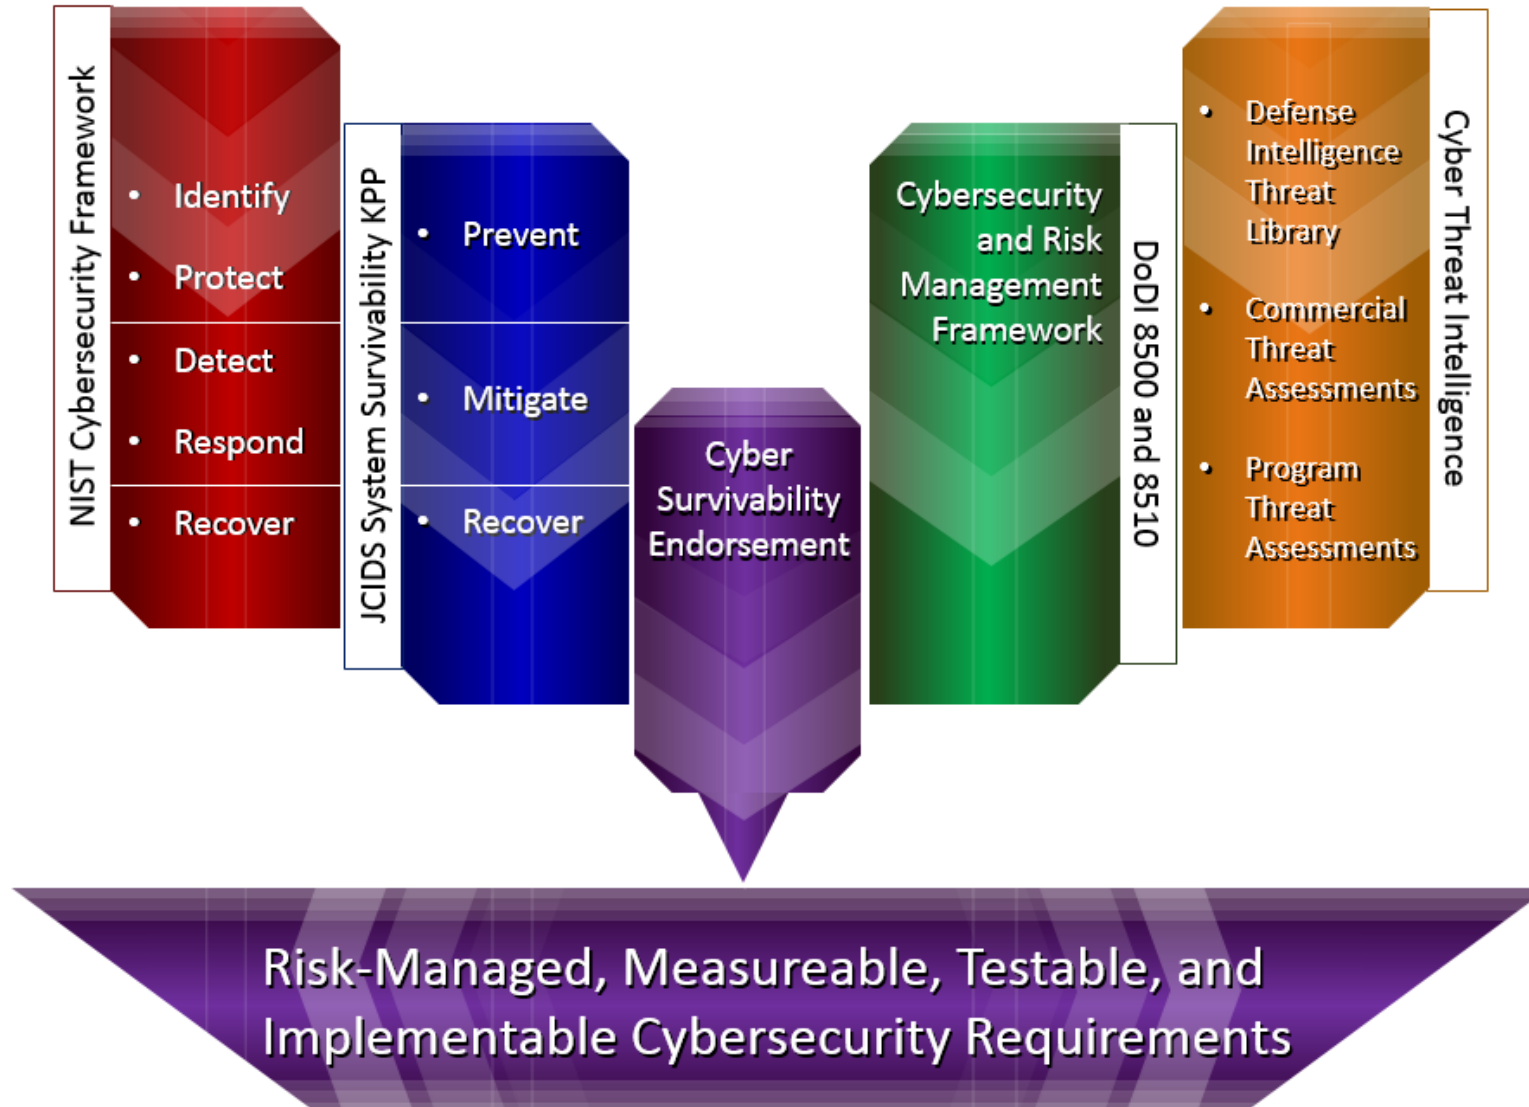 NIST Cybersecurity Framework
• Identify
• Protect
• Detect
• Respond
• Recover
JCIDS System Survivability KPP
• Prevent
• Mitigate
• Recover
Cyber
Survivability
Endorsement
Cybersecurity
and Risk
Management
Framework
DoDI 8500 and 8510
• Defense
Intelligence
Threat
Library
• Commercial
Threat
Assessments
• Program
Threat
Assessments
Cyber Threat Intelligence
Risk-Managed, Measureable, Testable, and
Implementable Cybersecurity Requirements